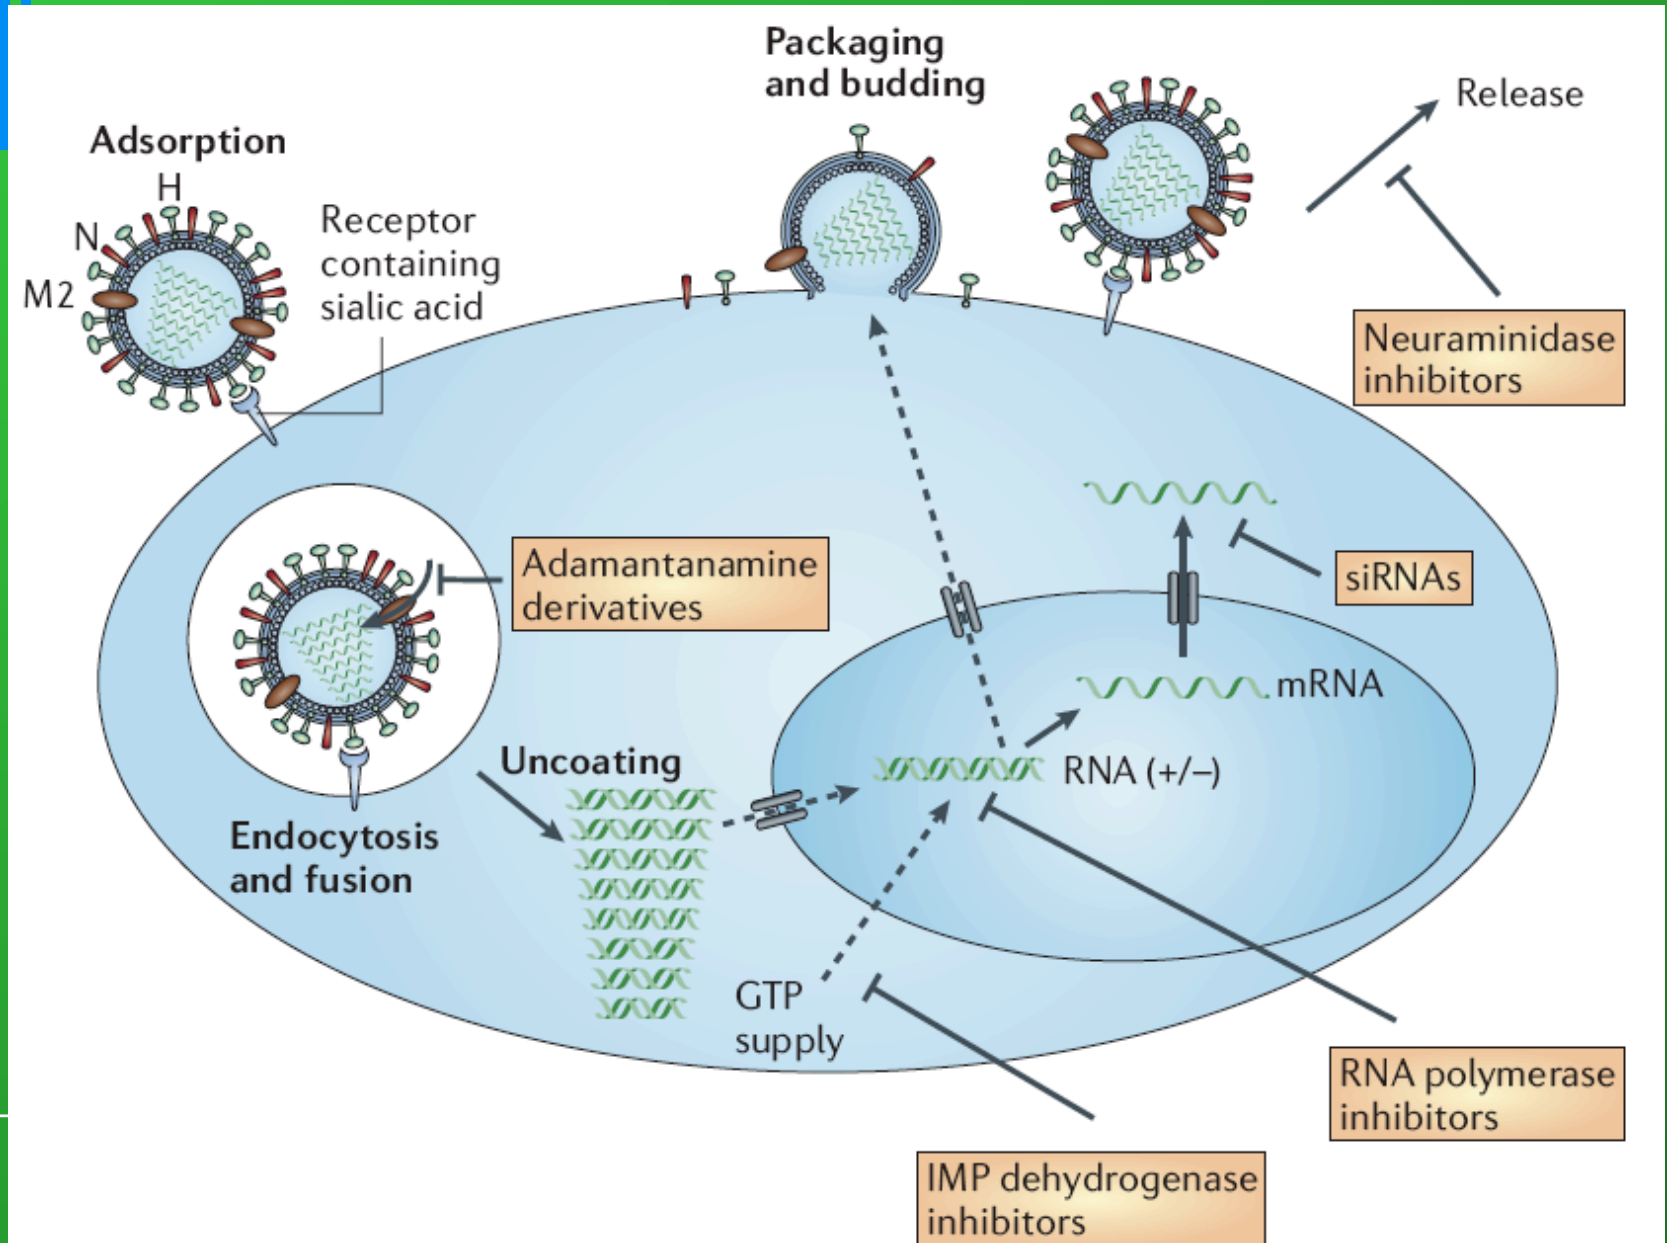 Packaging
and budding
Release
Adsorption
H
N
M2
Receptor
containing
sialic acid
Neuraminidase
inhibitors
Adamantanamine
derivatives
siRNAs
mRNA
Uncoating
RNA (+/–)
Endocytosis
and fusion
GTP
supply
RNA polymerase
inhibitors
IMP dehydrogenase
inhibitors